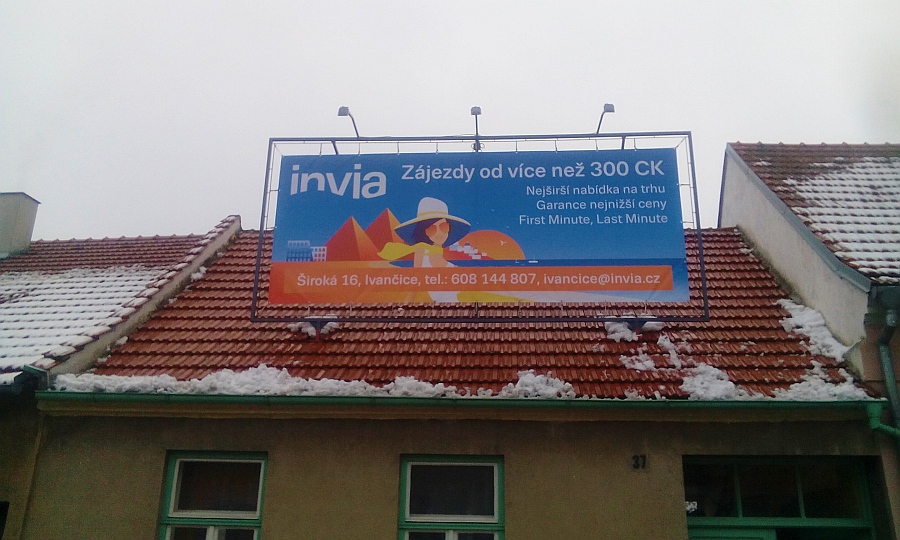 invia
Zájezdy od více než 300 CK
Nejširší nabídka na trhu
Garance nejnižší ceny
First Minute, Last Minute
Široká 16, Ivančice, tel.: 608 144 807, ivancice@invia.cz
37